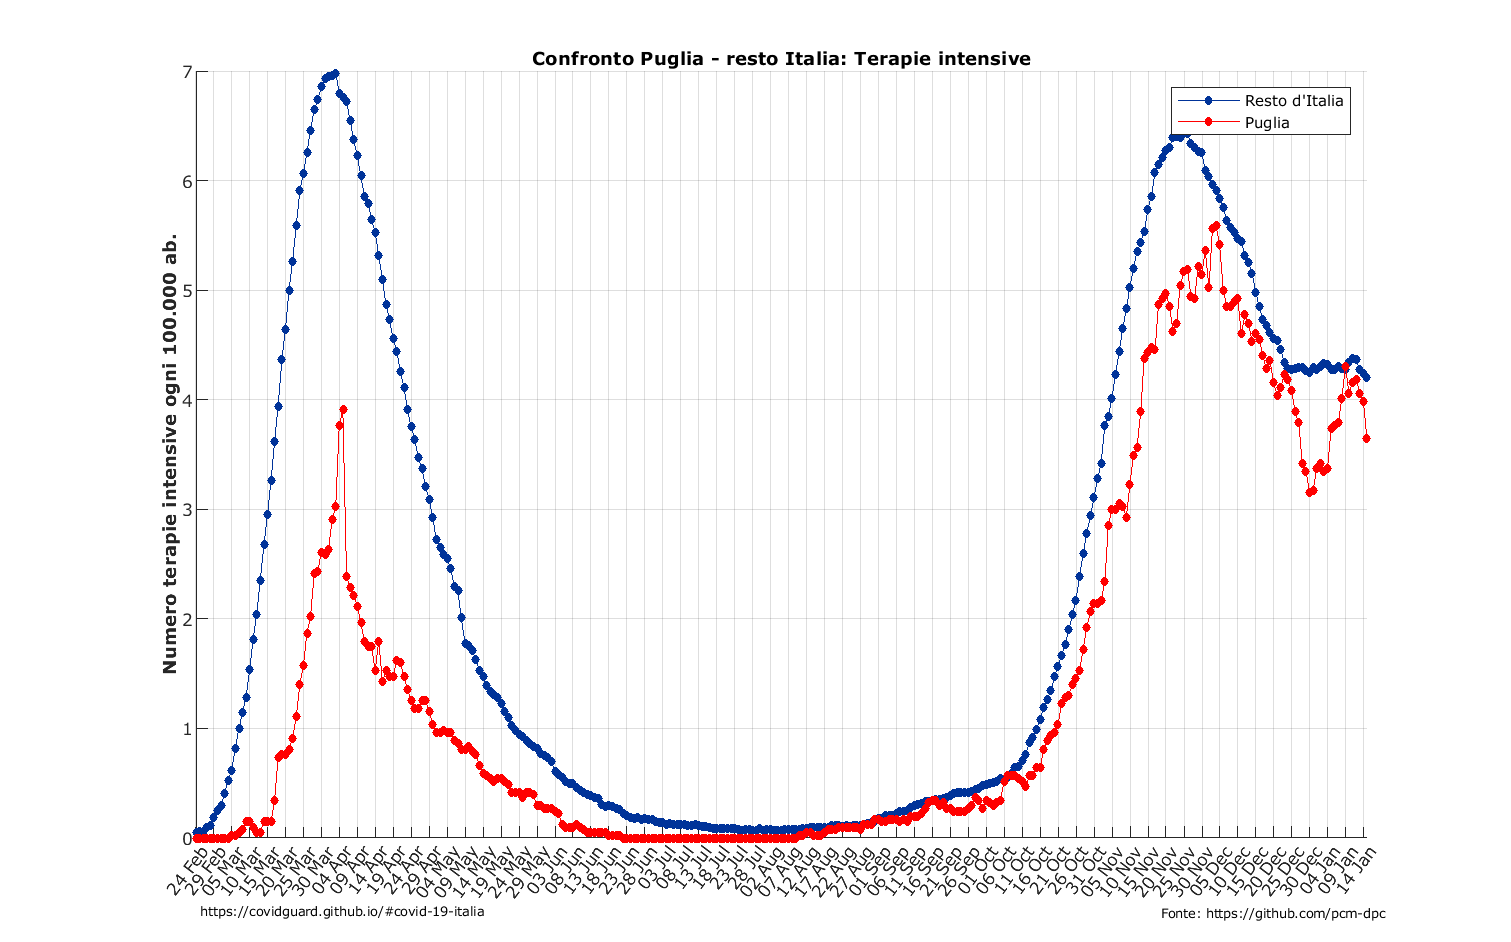 Confronto Puglia - resto Italia: Terapie intensive
Resto d'Italia
Puglia
Numero terapie intensive ogni 100.000 ab.
7
6
5
4
3
2
1
0
24 Feb
29 Feb
05 Mar
10 Mar
15 Mar
20 Mar
25 Mar
30 Mar
04 Apr
09 Apr
14 Apr
19 Apr
24 Apr
29 Apr
04 May
09 May
14 May
19 May
24 May
29 May
03 Jun
08 Jun
13 Jun
18 Jun
23 Jun
28 Jun
03 Jul
08 Jul
13 Jul
18 Jul
23 Jul
28 Jul
02 Aug
07 Aug
12 Aug
17 Aug
22 Aug
27 Aug
01 Sep
06 Sep
11 Sep
16 Sep
21 Sep
26 Sep
01 Oct
06 Oct
11 Oct
16 Oct
21 Oct
26 Oct
31 Oct
05 Nov
10 Nov
15 Nov
20 Nov
25 Nov
30 Nov
05 Dec
10 Dec
15 Dec
20 Dec
25 Dec
30 Dec
04 Jan
09 Jan
14 Jan
https://covidguard.github.io/#covid-19-italia
Fonte: https://github.com/pcm-dpc